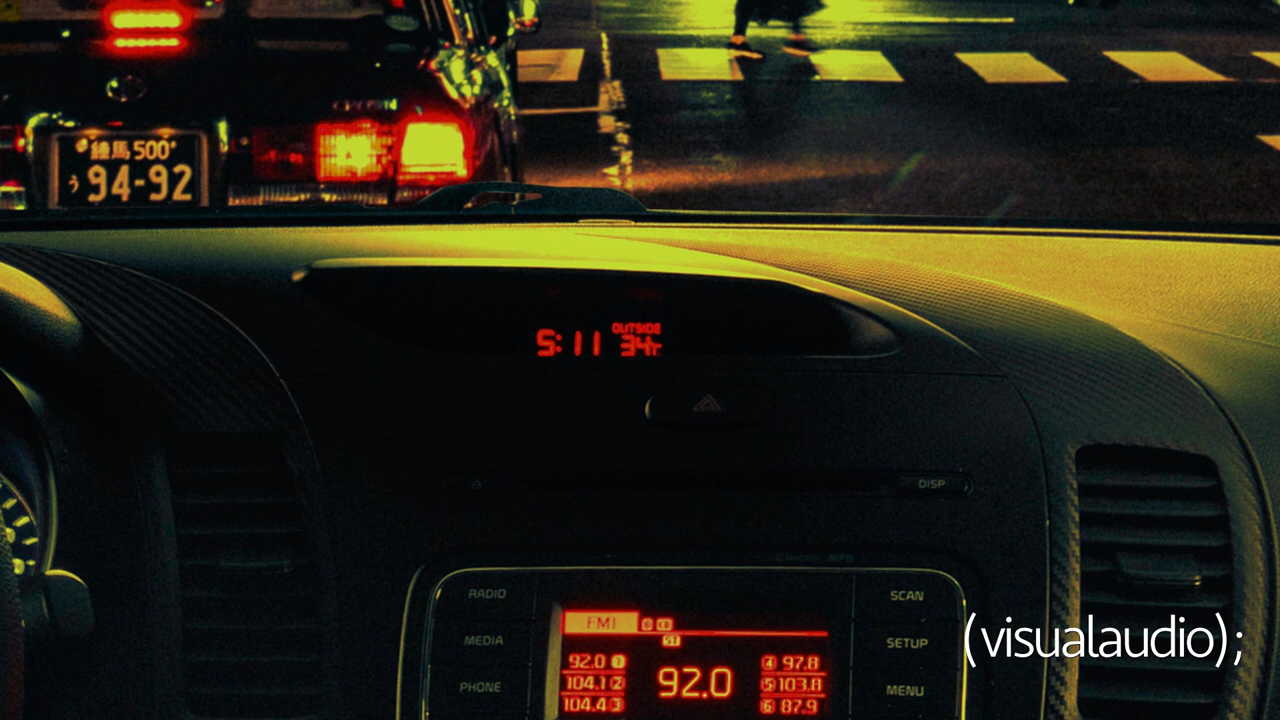 CROWN
練馬 500
う 94-92
OUTSIDE
5:11 34F
DISP
RADIO
SCAN
MEDIA
SETUP
PHONE
MENU
FM1
ST
92.0 1
104.1 2
104.4 3
92.0
4 97.8
5 103.8
6 87.9
(visualaudio);